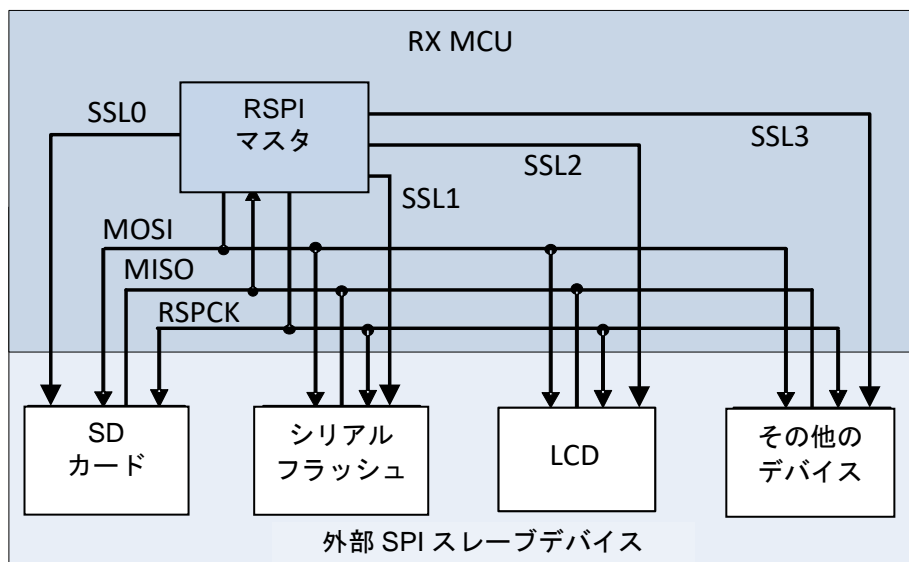 RX MCU
RSPI
マスタ
SSL0
SSL1
SSL2
SSL3
MOSI
MISO
RSPCK
SD
カード
シリアル
フラッシュ
LCD
その他の
デバイス
外部 SPI スレーブデバイス